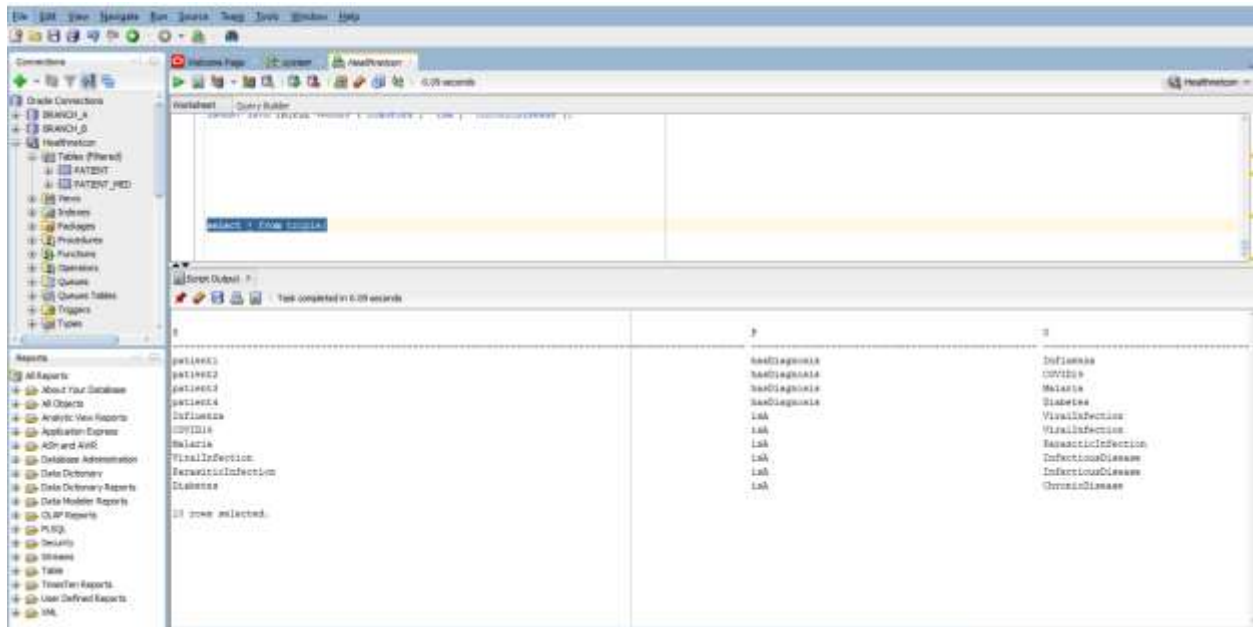 File Edit View Navigate Run Source Team Tools Window Help
Connections
Welcome Page system Healthnetcon
0.09 seconds
Healthnetcon
Worksheet Query Builder
Oracle Connections
BRANCH_A
BRANCH_B
Healthnetcon
Tables (Filtered)
PATIENT
PATIENT_MED
Views
Indexes
Packages
Procedures
Functions
Operators
Queues
Queues Tables
Triggers
Types
select * from triple;
Script Output
Task completed in 0.09 seconds
S P O
patient1 hasDiagnosis Influenza
patient2 hasDiagnosis COVID19
patient3 hasDiagnosis Malaria
patient4 hasDiagnosis Diabetes
Influenza isA ViralInfection
COVID19 isA ViralInfection
Malaria isA ParasiticInfection
ViralInfection isA InfectiousDisease
ParasiticInfection isA InfectiousDisease
Diabetes isA ChronicDisease
10 rows selected.
Reports
All Reports
About Your Database
All Objects
Analytic View Reports
Application Express
ASH and AWR
Database Administration
Data Dictionary
Data Dictionary Reports
Data Modeler Reports
OLAP Reports
PLSQL
Security
Streams
Table
TimesTen Reports
User Defined Reports
XML